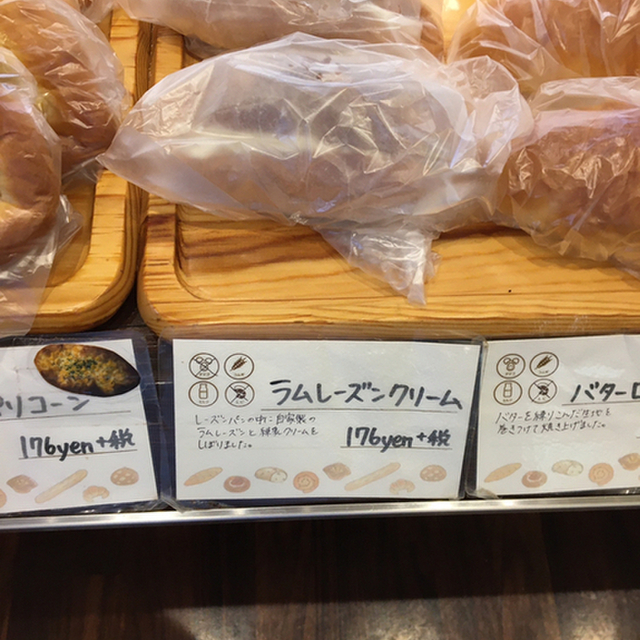 リコーン
176yen+税
ラムレーズンクリーム
レーズンパンの中に自家製の
ラムレーズンと練乳クリームを
しぼりました。
176yen+税
バターロ
バターを練りこんだ生地を
巻きつけて焼き上げました。